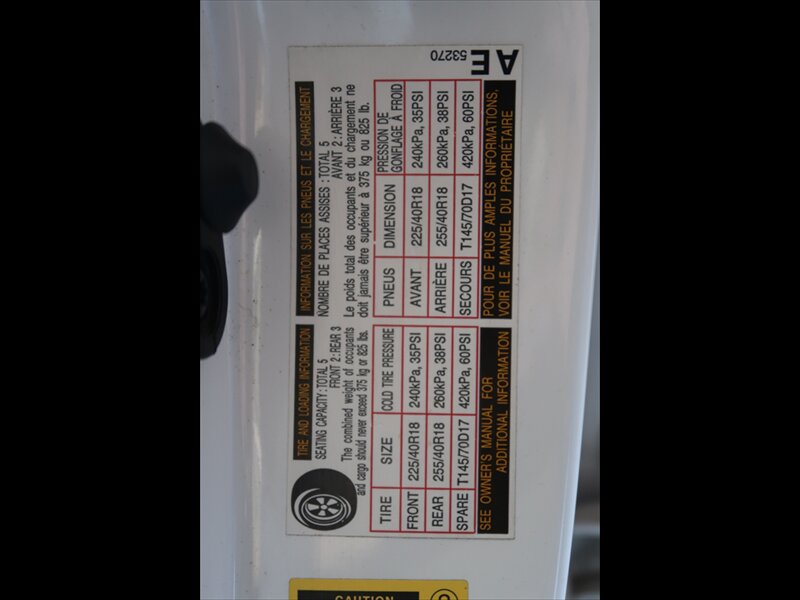 TIRE AND LOADING INFORMATION
SEATING CAPACITY : TOTAL 5
FRONT 2 : REAR 3
The combined weight of occupants
and cargo should never exceed 375 kg or 825 lbs.
TIRE SIZE COLD TIRE PRESSURE
FRONT 225/40R18 240kPa, 35PSI
REAR 255/40R18 260kPa, 38PSI
SPARE T145/70D17 420kPa, 60PSI
SEE OWNER'S MANUAL FOR
ADDITIONAL INFORMATION
INFORMATION SUR LES PNEUS ET LE CHARGEMENT
NOMBRE DE PLACES ASSISES : TOTAL 5
AVANT 2 : ARRIÈRE 3
Le poids total des occupants et du chargement ne
doit jamais être supérieur à 375 kg ou 825 lb.
PNEUS DIMENSION PRESSION DE
GONFLAGE À FROID
AVANT 225/40R18 240kPa, 35PSI
ARRIÈRE 255/40R18 260kPa, 38PSI
SECOURS T145/70D17 420kPa, 60PSI
POUR DE PLUS AMPLES INFORMATIONS,
VOIR LE MANUEL DU PROPRIÉTAIRE
53270
AE
CAUTION